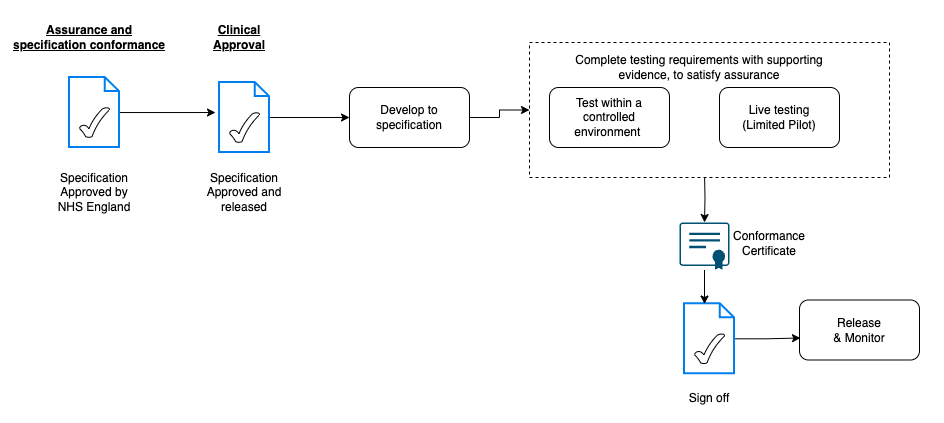 Assurance and
specification conformance
Clinical
Approval
Specification
Approved by
NHS England
Specification
Approved and
released
Develop to
specification
Complete testing requirements with supporting
evidence, to satisfy assurance
Test within a
controlled
environment
Live testing
(Limited Pilot)
Conformance
Certificate
Sign off
Release
& Monitor